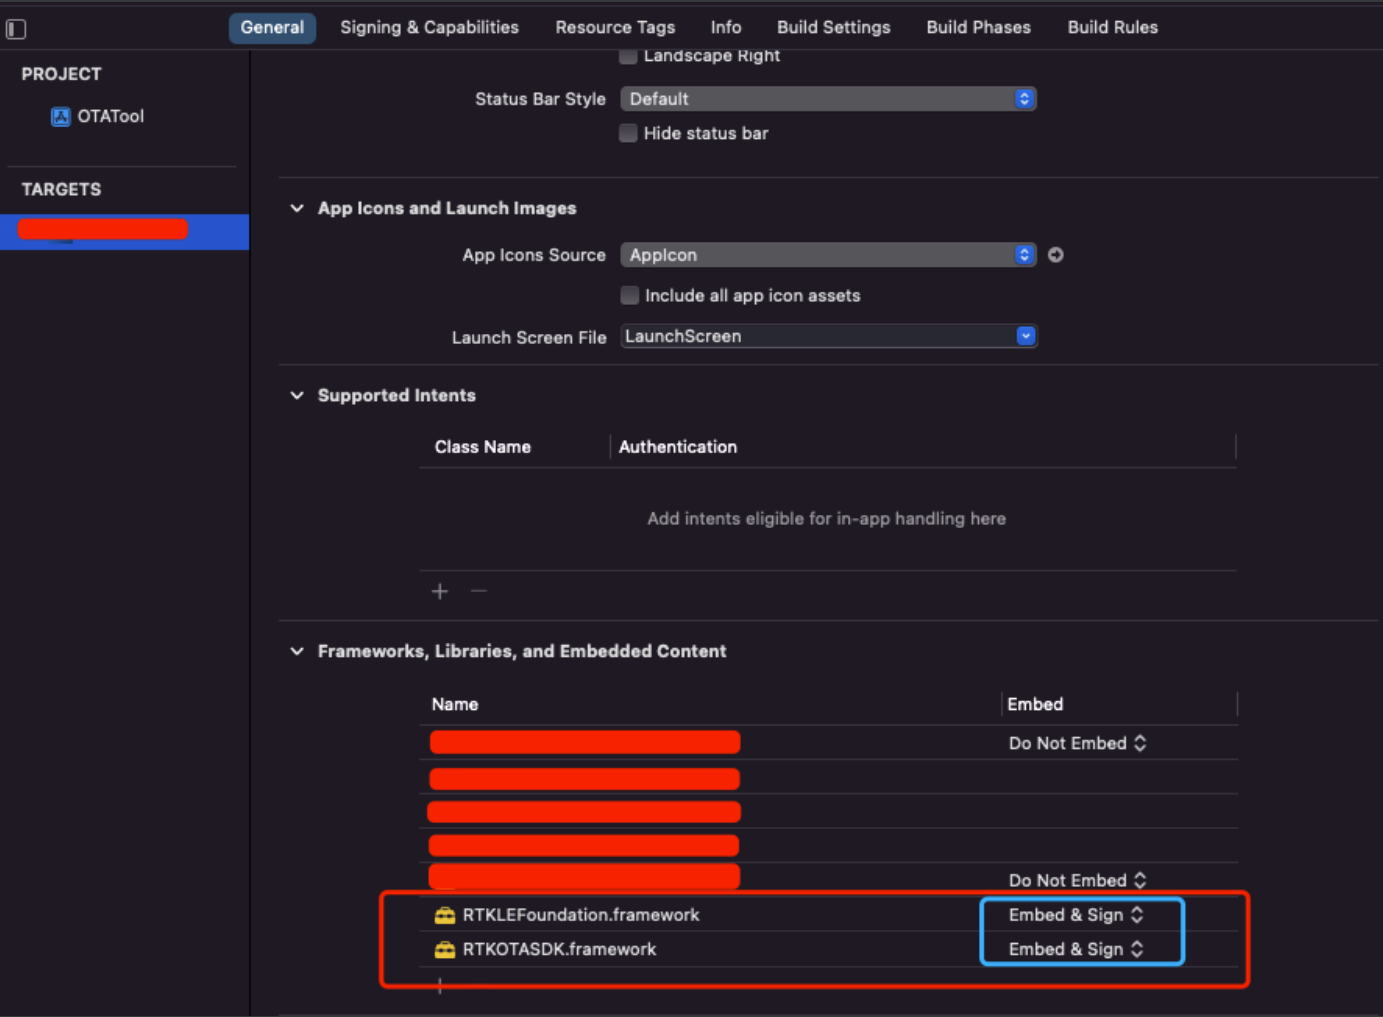 General Signing & Capabilities Resource Tags Info Build Settings Build Phases Build Rules
PROJECT
OTATool
TARGETS
Landscape Right
Status Bar Style Default
Hide status bar
App Icons and Launch Images
App Icons Source AppIcon
Include all app icon assets
Launch Screen File LaunchScreen
Supported Intents
Class Name Authentication
Add intents eligible for in-app handling here
Frameworks, Libraries, and Embedded Content
Name Embed
Do Not Embed
Do Not Embed
RTKLEFoundation.framework Embed & Sign
RTKOTASDK.framework Embed & Sign